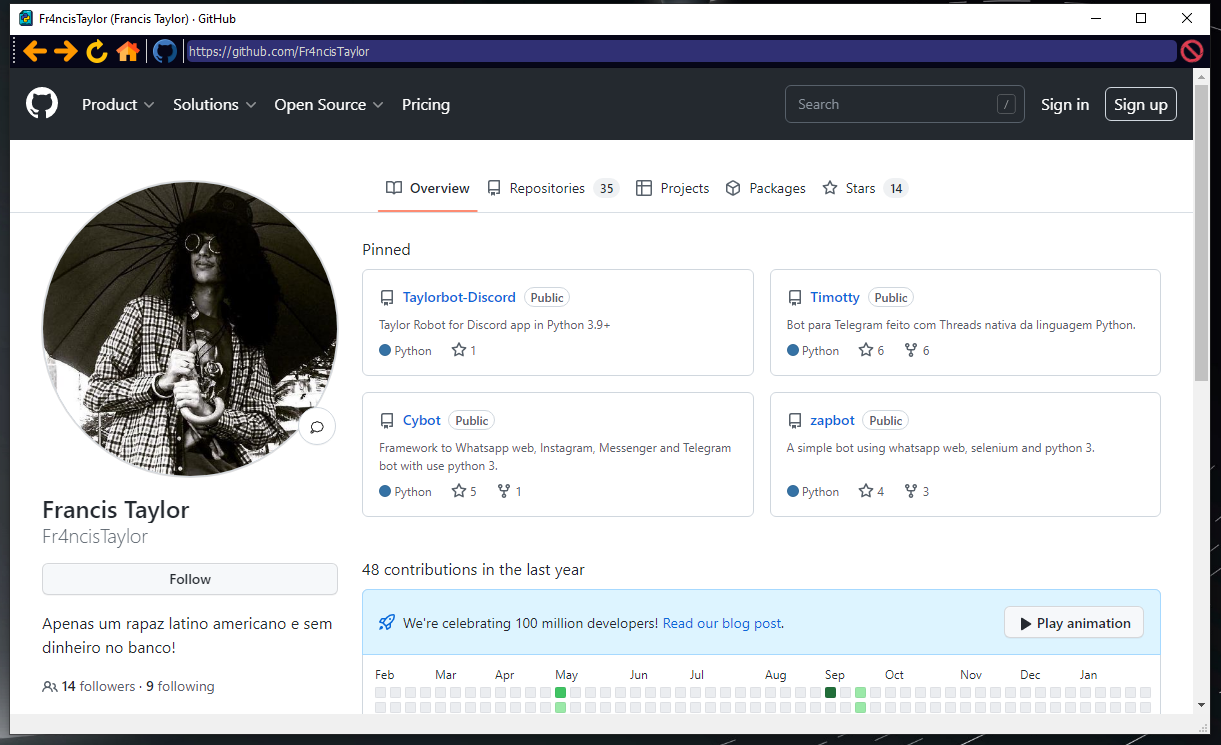 Fr4ncisTaylor (Francis Taylor) · GitHub
https://github.com/Fr4ncisTaylor
Product Solutions Open Source Pricing Search / Sign in Sign up
Overview Repositories 35 Projects Packages Stars 14
Pinned
Taylorbot-Discord Public
Taylor Robot for Discord app in Python 3.9+
Python 1
Timotty Public
Bot para Telegram feito com Threads nativa da linguagem Python.
Python 6 6
Cybot Public
Framework to Whatsapp web, Instagram, Messenger and Telegram
bot with use python 3.
Python 5 1
zapbot Public
A simple bot using whatsapp web, selenium and python 3.
Python 4 3
Francis Taylor
Fr4ncisTaylor
Follow
Apenas um rapaz latino americano e sem
dinheiro no banco!
14 followers · 9 following
48 contributions in the last year
We're celebrating 100 million developers! Read our blog post.
Play animation
Feb Mar Apr May Jun Jul Aug Sep Oct Nov Dec Jan